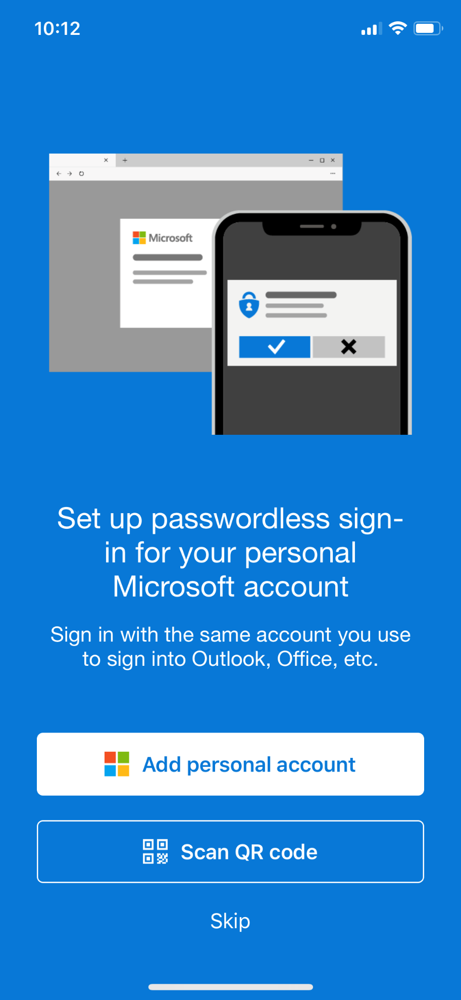 10:12
Microsoft
Set up passwordless sign-
in for your personal
Microsoft account
Sign in with the same account you use
to sign into Outlook, Office, etc.
Add personal account
Scan QR code
Skip